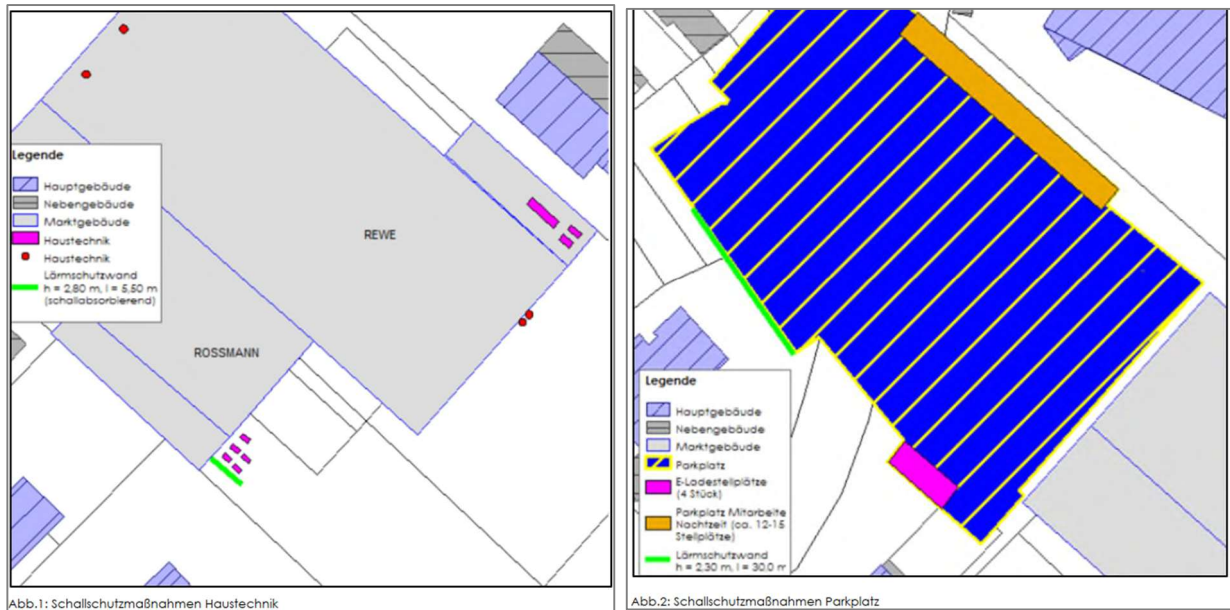 REWE
ROSSMANN
Legende
Hauptgebäude
Nebengebäude
Marktgebäude
Haustechnik
Haustechnik
Lärmschutzwand
h = 2,80 m, l = 5,50 m
(schallabsorbierend)
Abb.1: Schallschutzmaßnahmen Haustechnik
Legende
Hauptgebäude
Nebengebäude
Marktgebäude
Parkplatz
E-Ladestellplätze
(4 Stück)
Parkplatz Mitarbeite
Nachtzeit (ca. 12-15
Stellplätze)
Lärmschutzwand
h = 2,30 m, l = 30,0 m
Abb.2: Schallschutzmaßnahmen Parkplatz